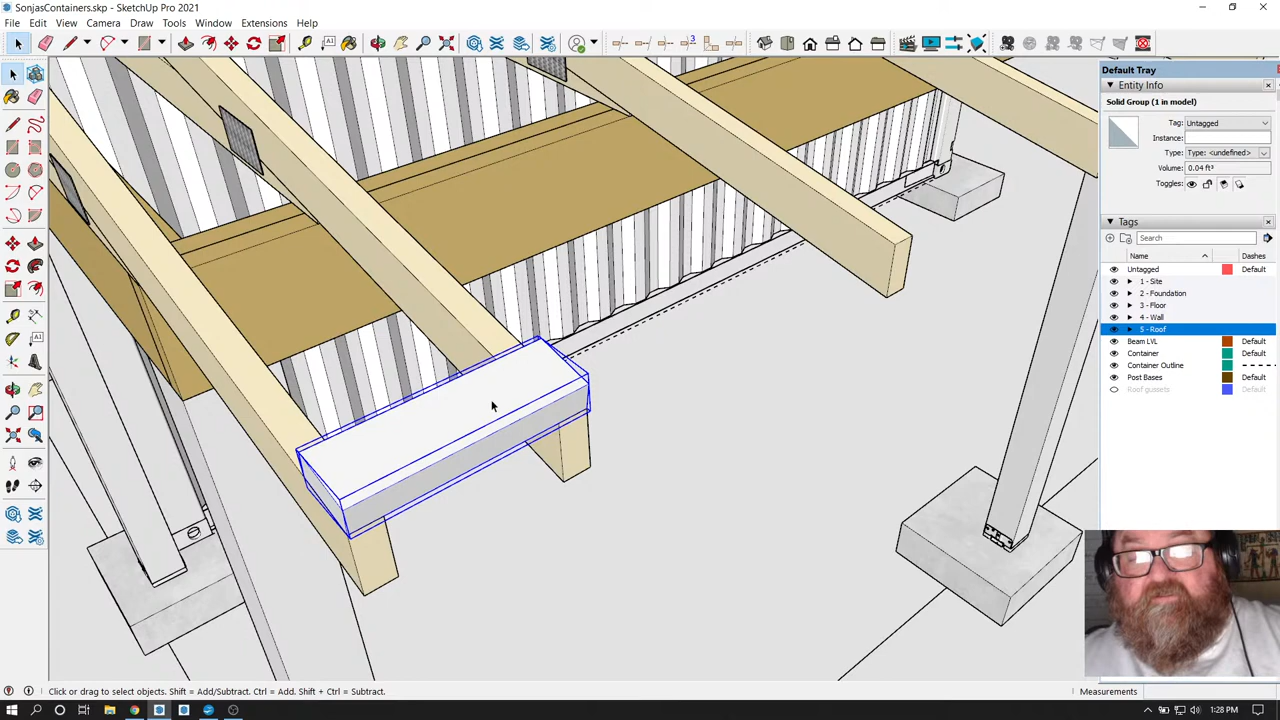 SonjasContainers.skp - SketchUp Pro 2021
File Edit View Camera Draw Tools Window Extensions Help
3
Default Tray
Entity Info
Solid Group (1 in model)
Tag: Untagged
Instance:
Type: Type: <undefined>
Volume: 0.04 ft³
Toggles:
Tags
Search
Name Dashes
Untagged Default
1 - Site
2 - Foundation
3 - Floor
4 - Wall
5 - Roof
Beam LVL Default
Container Default
Container Outline
Post Bases Default
Roof gussets Default
Click or drag to select objects. Shift = Add/Subtract. Ctrl = Add. Shift + Ctrl = Subtract.
Measurements
1:28 PM